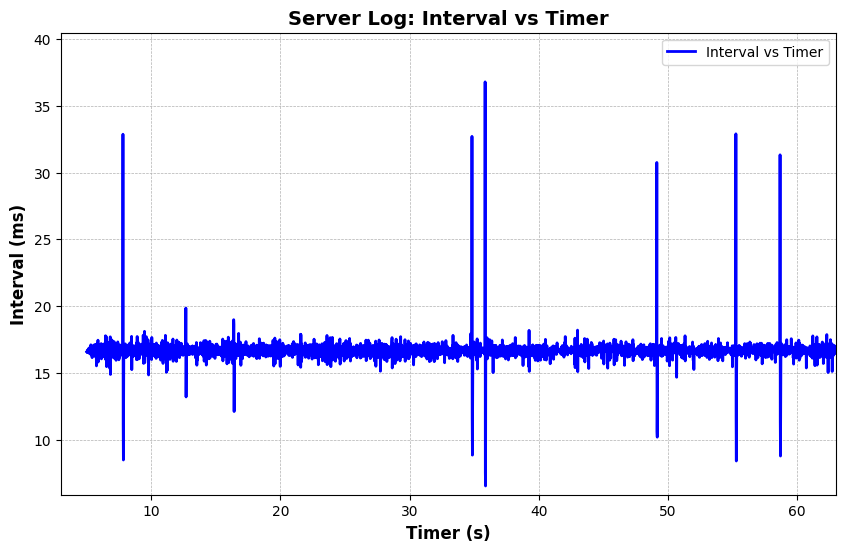 Server Log: Interval vs Timer
Interval vs Timer
40
35
30
25
20
15
10
Interval (ms)
10 20 30 40 50 60
Timer (s)